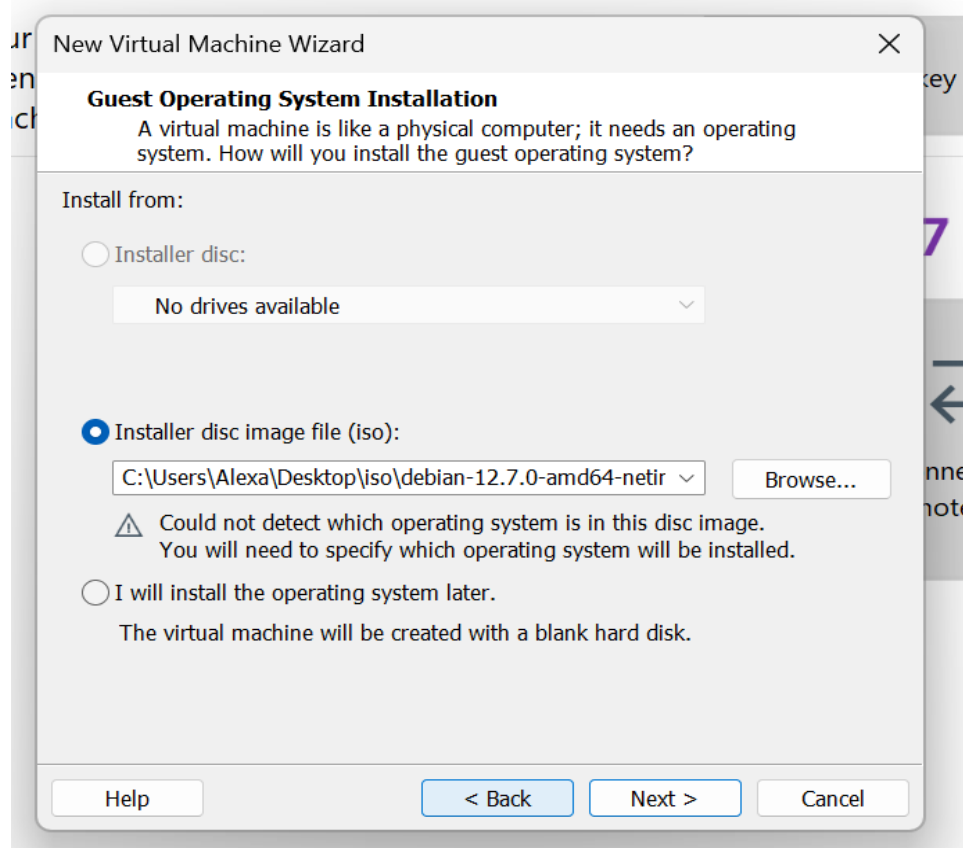 New Virtual Machine Wizard
Guest Operating System Installation
A virtual machine is like a physical computer; it needs an operating
system. How will you install the guest operating system?
Install from:
Installer disc:
No drives available
Installer disc image file (iso):
C:\Users\Alexa\Desktop\iso\debian-12.7.0-amd64-netir
Browse...
Could not detect which operating system is in this disc image.
You will need to specify which operating system will be installed.
I will install the operating system later.
The virtual machine will be created with a blank hard disk.
Help
< Back
Next >
Cancel
key
7